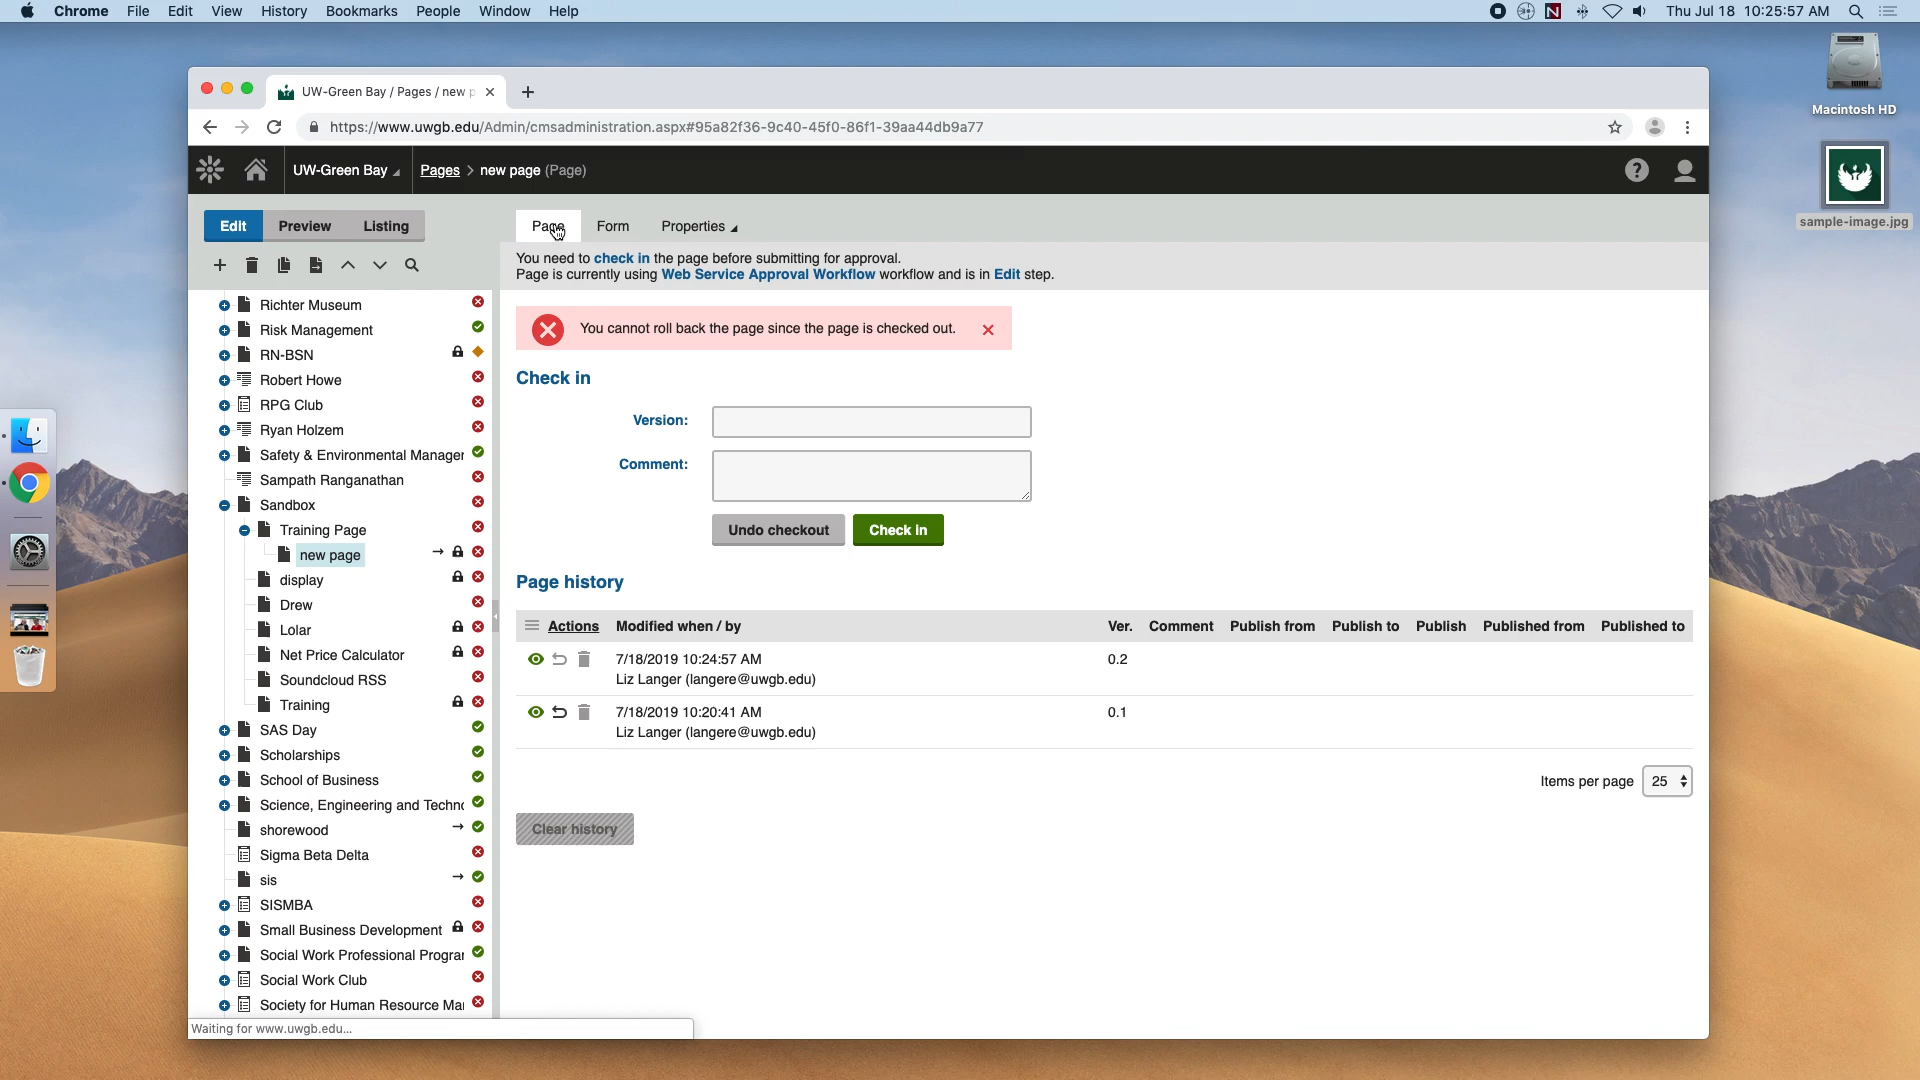 Chrome File Edit View History Bookmarks People Window Help
Thu Jul 18 10:25:57 AM
Macintosh HD
sample-image.jpg
UW-Green Bay / Pages / new p
https://www.uwgb.edu/Admin/cmsadministration.aspx#95a82f36-9c40-45f0-86f1-39aa44db9a77
UW-Green Bay
Pages > new page (Page)
Edit Preview Listing
Page Form Properties
You need to check in the page before submitting for approval.
Page is currently using Web Service Approval Workflow workflow and is in Edit step.
Richter Museum
Risk Management
RN-BSN
Robert Howe
RPG Club
Ryan Holzem
Safety & Environmental Manager
Sampath Ranganathan
Sandbox
Training Page
new page
display
Drew
Lolar
Net Price Calculator
Soundcloud RSS
Training
SAS Day
Scholarships
School of Business
Science, Engineering and Techno
shorewood
Sigma Beta Delta
sis
SISMBA
Small Business Development
Social Work Professional Program
Social Work Club
Society for Human Resource Man
Waiting for www.uwgb.edu...
You cannot roll back the page since the page is checked out.
Check in
Version:
Comment:
Undo checkout Check in
Page history
Actions Modified when / by Ver. Comment Publish from Publish to Publish Published from Published to
7/18/2019 10:24:57 AM 0.2
Liz Langer (langere@uwgb.edu)
7/18/2019 10:20:41 AM 0.1
Liz Langer (langere@uwgb.edu)
Items per page 25
Clear history